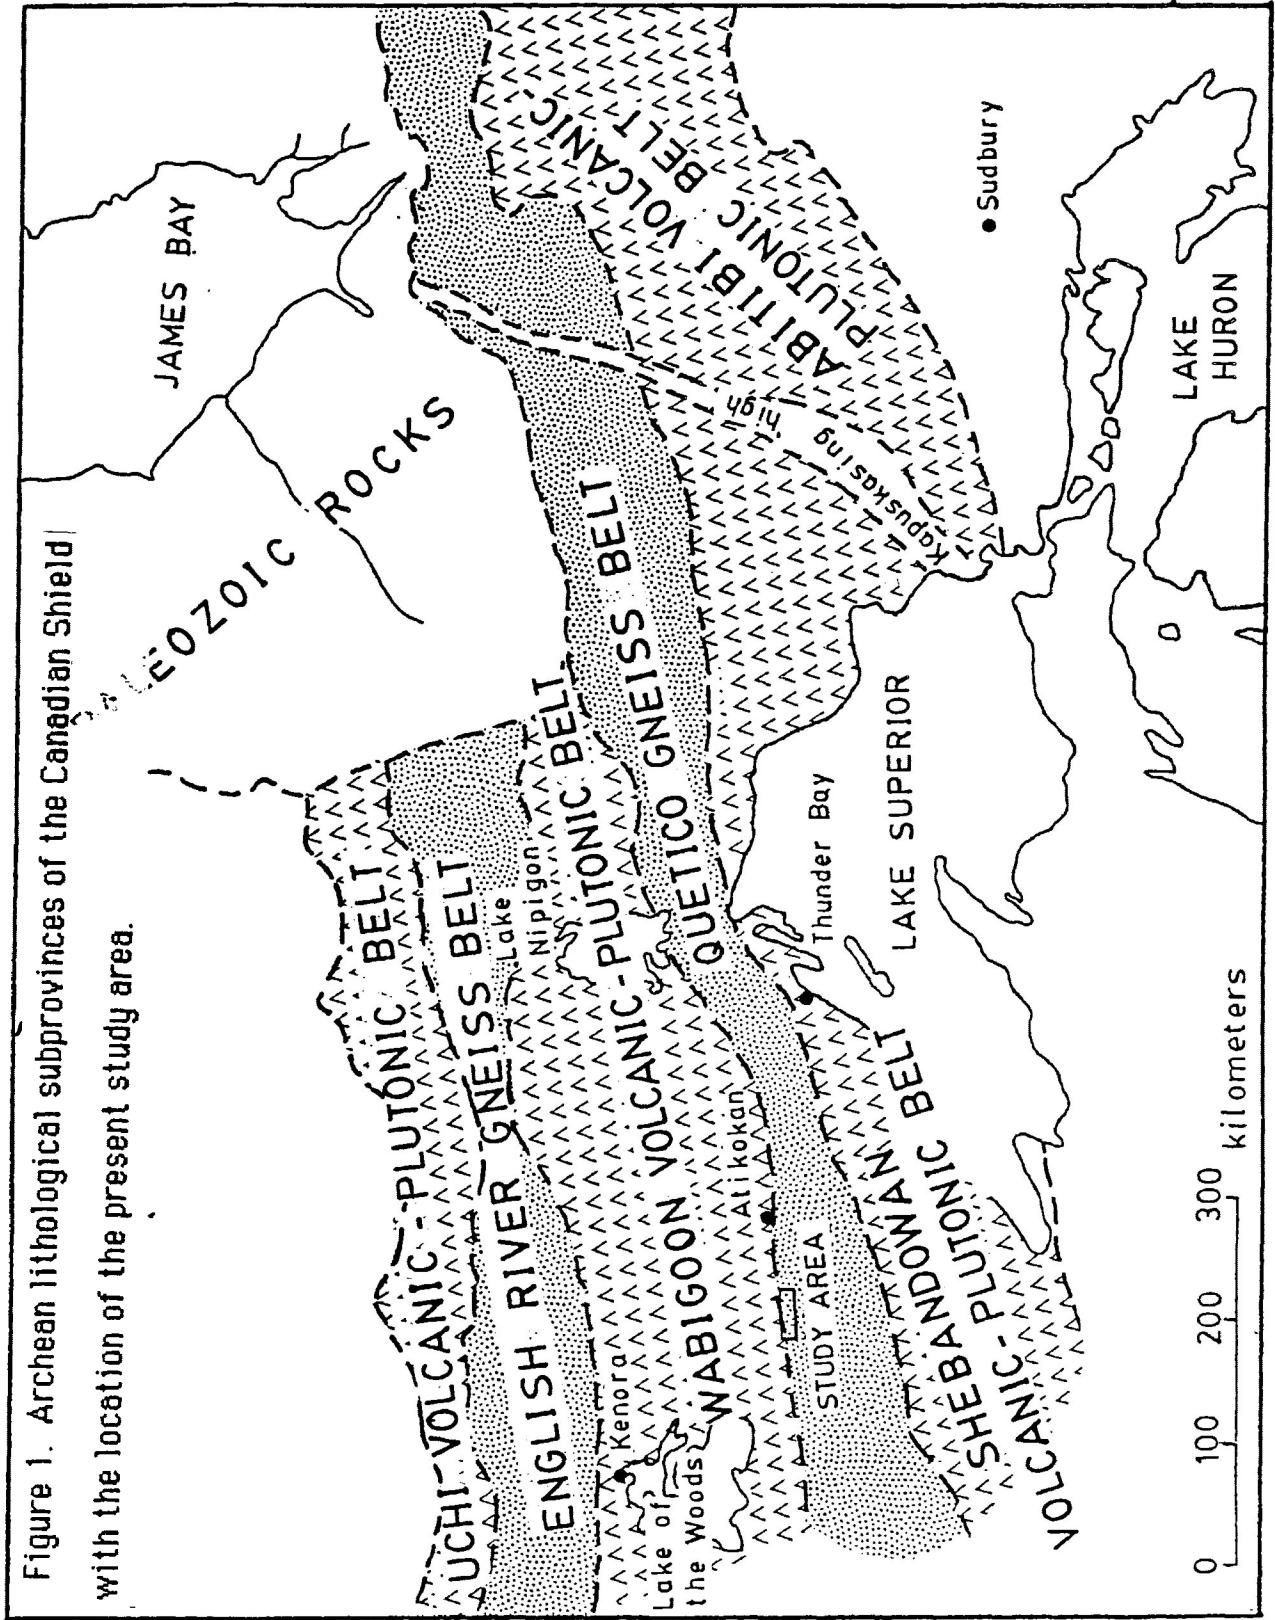 Figure 1. Archean lithological subprovinces of the Canadian Shield
with the location of the present study area.
JAMES BAY
PALEOZOIC ROCKS
UCHI-VOLCANIC-PLUTONIC BELT
ENGLISH RIVER GNEISS BELT
Lake
Nipigon
WABIGOON VOLCANIC-PLUTONIC BELT
QUETICO GNEISS BELT
ABITIBI VOLCANIC-
PLUTONIC BELT
Kapuskasing high
Kenora
Lake of
the Woods
Atikokan
STUDY AREA
SHEBANDOWAN
VOLCANIC-PLUTONIC BELT
Thunder Bay
LAKE SUPERIOR
Sudbury
LAKE
HURON
0 100 200 300
kilometers